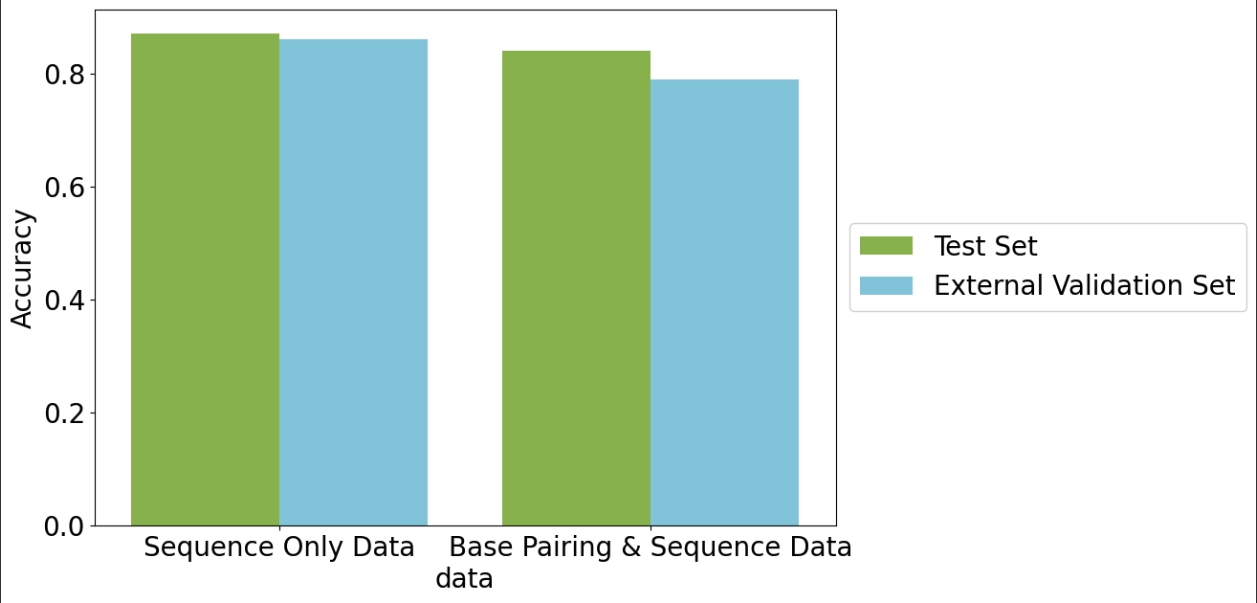 0.8
0.6
0.4
0.2
0.0
Accuracy
Sequence Only Data
Base Pairing & Sequence Data
data
Test Set
External Validation Set